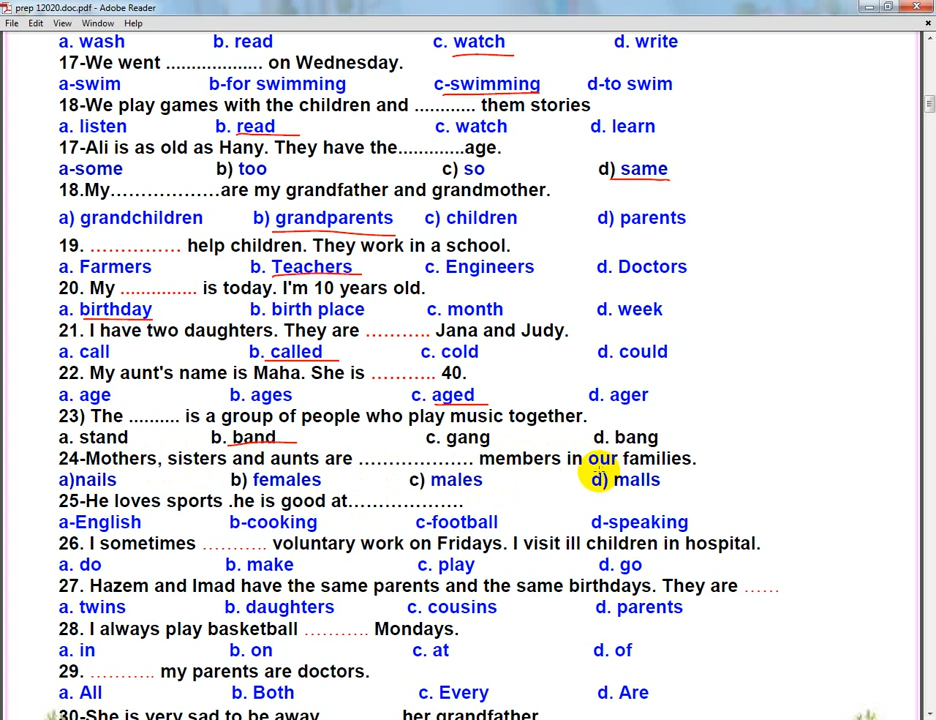 prep 12020.doc.pdf - Adobe Reader
File Edit View Window Help
a. wash b. read c. watch d. write
17-We went ................... on Wednesday.
a-swim b-for swimming c-swimming d-to swim
18-We play games with the children and ............ them stories
a. listen b. read c. watch d. learn
17-Ali is as old as Hany. They have the.............age.
a-some b) too c) so d) same
18.My………………are my grandfather and grandmother.
a) grandchildren b) grandparents c) children d) parents
19. …………… help children. They work in a school.
a. Farmers b. Teachers c. Engineers d. Doctors
20. My ............... is today. I'm 10 years old.
a. birthday b. birth place c. month d. week
21. I have two daughters. They are ……….. Jana and Judy.
a. call b. called c. cold d. could
22. My aunt's name is Maha. She is ……….. 40.
a. age b. ages c. aged d. ager
23) The .......... is a group of people who play music together.
a. stand b. band c. gang d. bang
24-Mothers, sisters and aunts are ………………… members in our families.
a)nails b) females c) males d) malls
25-He loves sports .he is good at…………………
a-English b-cooking c-football d-speaking
26. I sometimes ……….. voluntary work on Fridays. I visit ill children in hospital.
a. do b. make c. play d. go
27. Hazem and Imad have the same parents and the same birthdays. They are ……
a. twins b. daughters c. cousins d. parents
28. I always play basketball ……….. Mondays.
a. in b. on c. at d. of
29. ……….. my parents are doctors.
a. All b. Both c. Every d. Are
30-She is very sad to be away ............ her grandfather